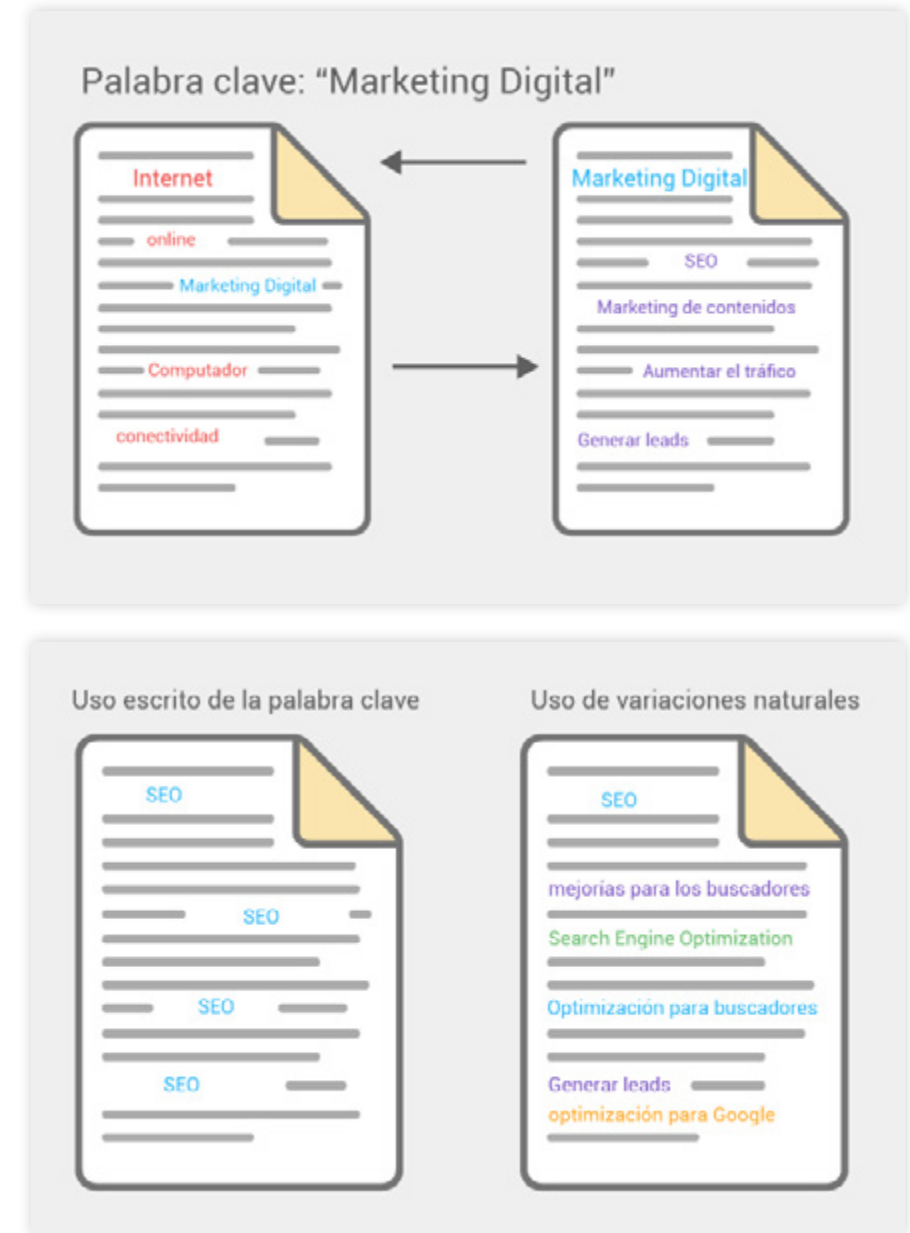 Palabra clave: “Marketing Digital”
Internet
online
Marketing Digital
Computador
conectividad
Marketing Digital
SEO
Marketing de contenidos
Aumentar el tráfico
Generar leads
Uso escrito de la palabra clave
SEO
SEO
SEO
SEO
Uso de variaciones naturales
SEO
mejorías para los buscadores
Search Engine Optimization
Optimización para buscadores
Generar leads
optimización para Google